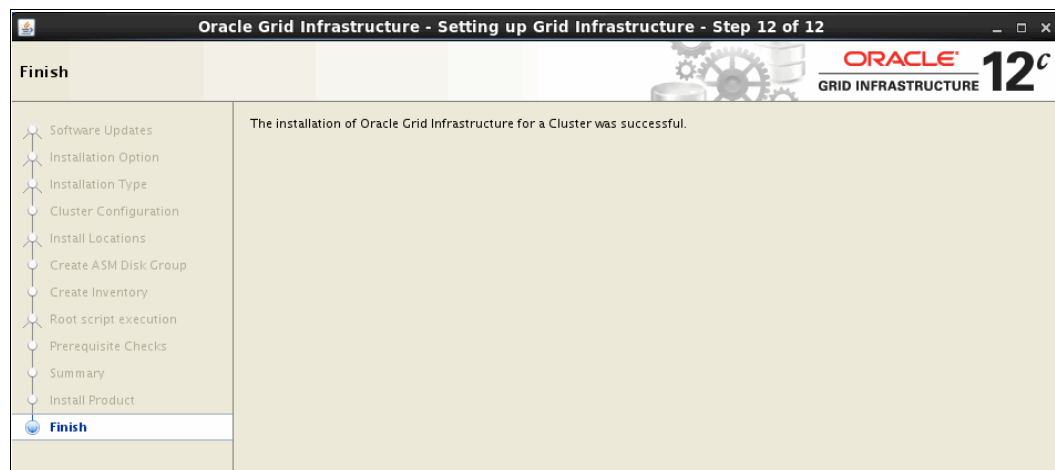 Oracle Grid Infrastructure - Setting up Grid Infrastructure - Step 12 of 12
Finish
ORACLE®
GRID INFRASTRUCTURE 12c
Software Updates
Installation Option
Installation Type
Cluster Configuration
Install Locations
Create ASM Disk Group
Create Inventory
Root script execution
Prerequisite Checks
Summary
Install Product
Finish
The installation of Oracle Grid Infrastructure for a Cluster was successful.